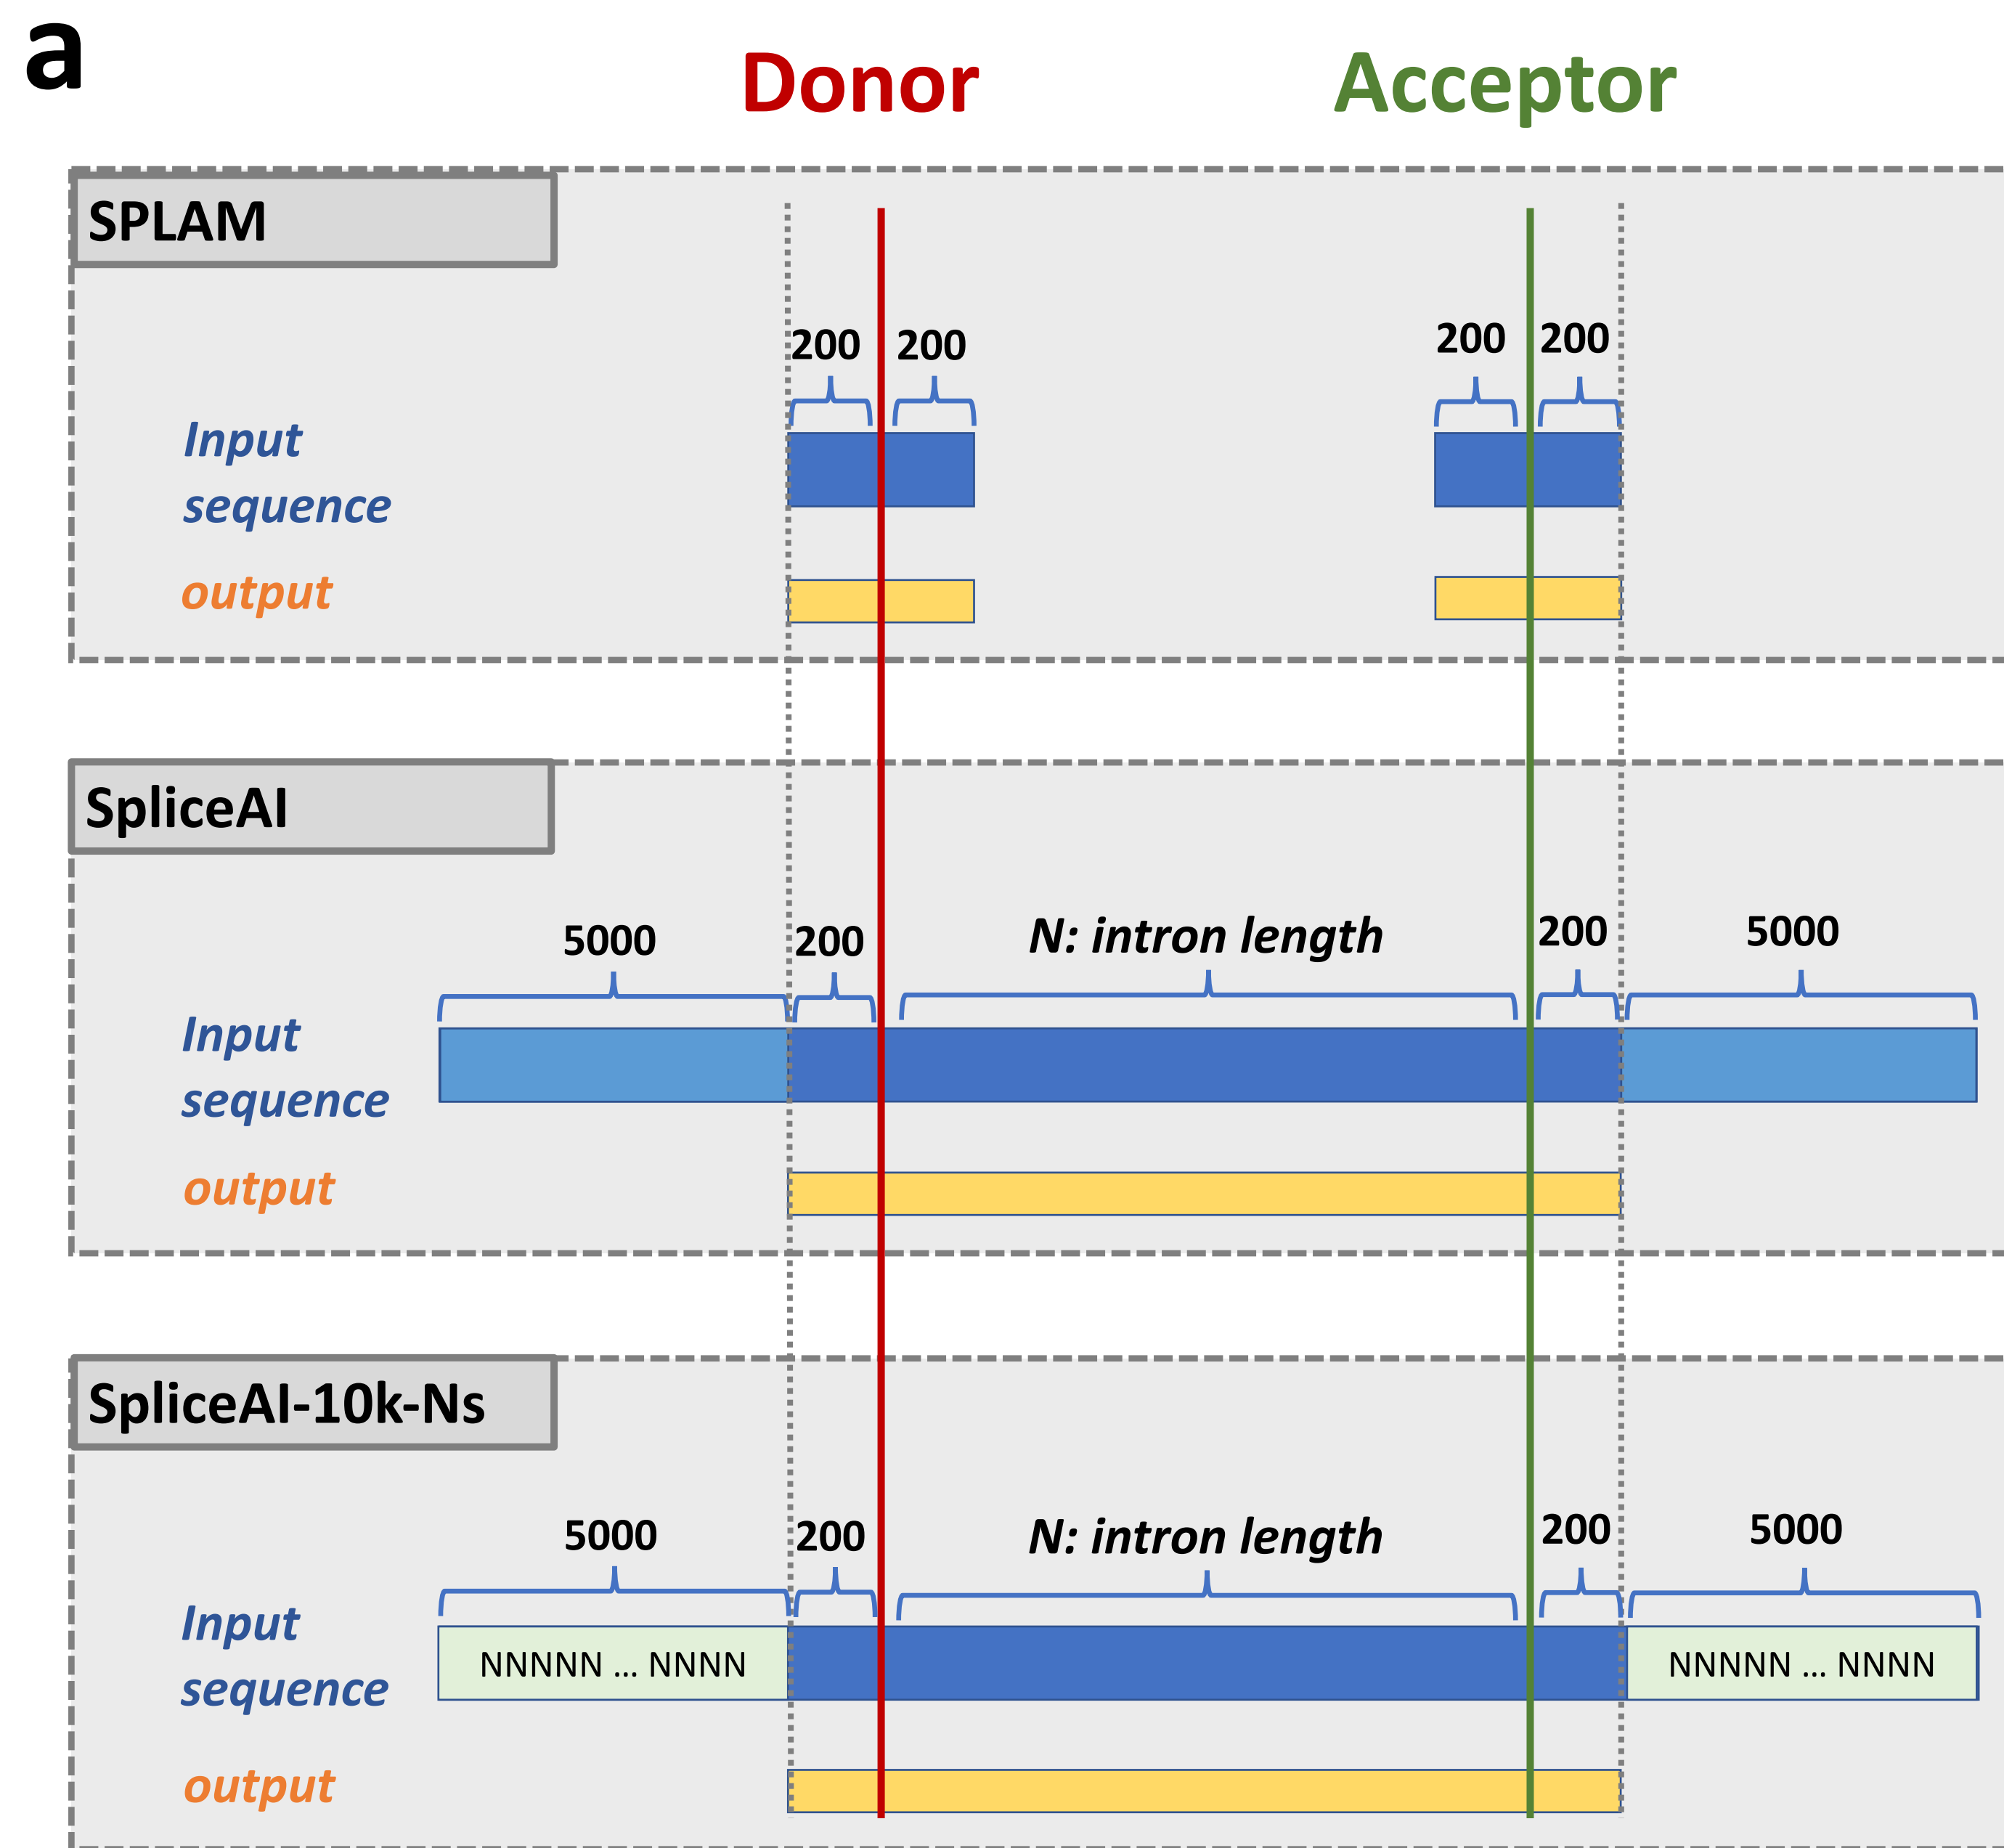 a
Donor Acceptor
SPLAM
200 200 200 200
Input
sequence
output
SpliceAI
5000 200 N: intron length 200 5000
Input
sequence
output
SpliceAI-10k-Ns
5000 200 N: intron length 200 5000
Input
sequence
NNNNN ... NNNN NNNNN ... NNNN
output